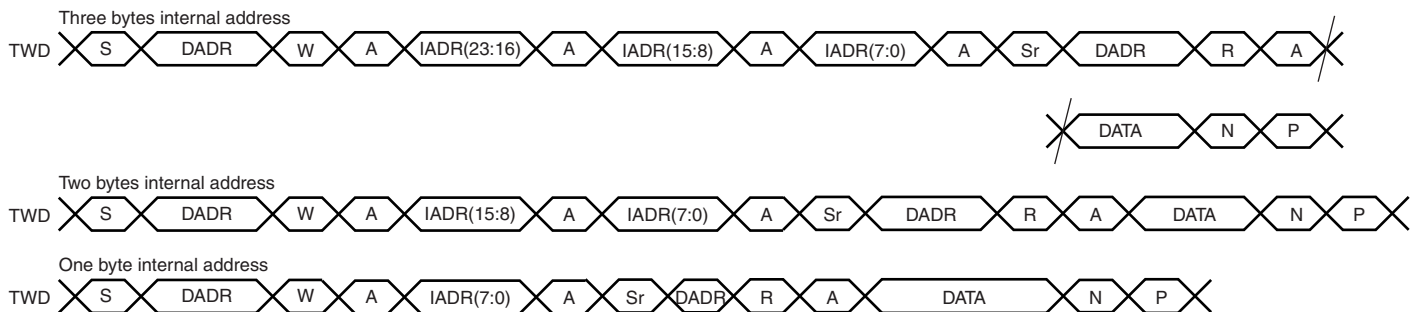 Three bytes internal address
TWD S DADR W A IADR(23:16) A IADR(15:8) A IADR(7:0) A Sr DADR R A
DATA N P
Two bytes internal address
TWD S DADR W A IADR(15:8) A IADR(7:0) A Sr DADR R A DATA N P
One byte internal address
TWD S DADR W A IADR(7:0) A Sr DADR R A DATA N P